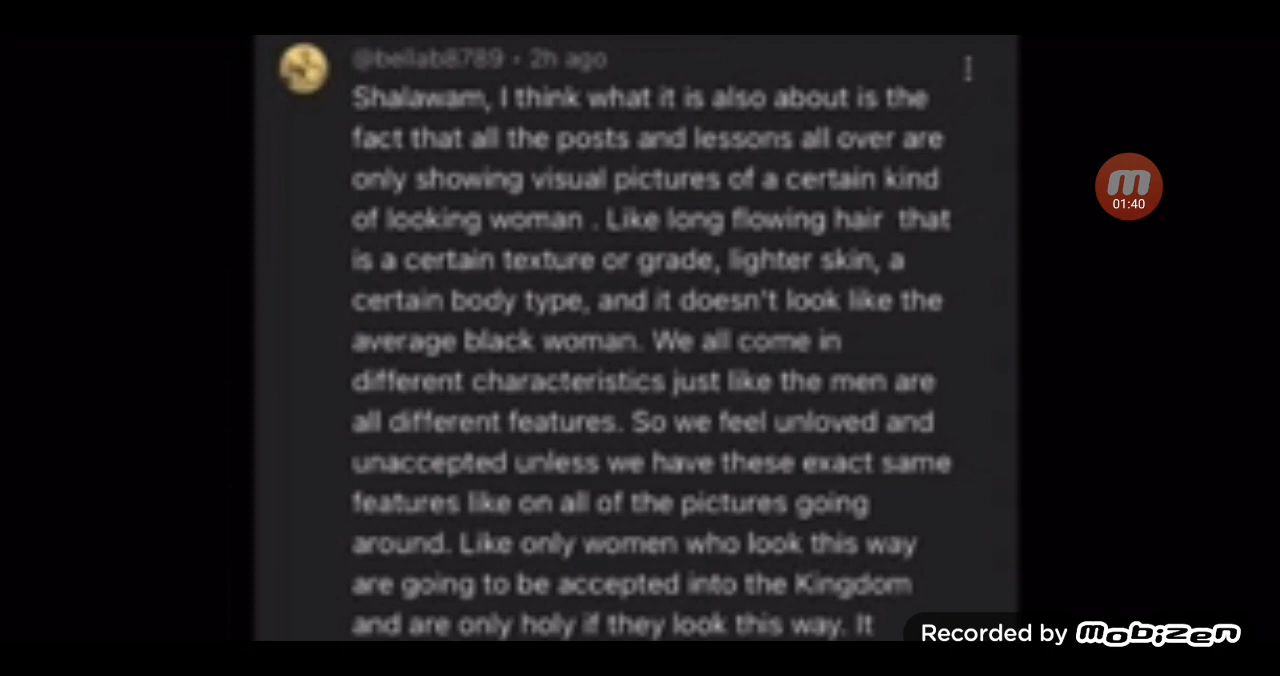 @bellab8789 • 2h ago
Shalawam, I think what it is also about is the
fact that all the posts and lessons all over are
only showing visual pictures of a certain kind
of looking woman . Like long flowing hair  that
is a certain texture or grade, lighter skin, a
certain body type, and it doesn't look like the
average black woman. We all come in
different characteristics just like the men are
all different features. So we feel unloved and
unaccepted unless we have these exact same
features like on all of the pictures going
around. Like only women who look this way
are going to be accepted into the Kingdom
and are only holy if they look this way. It
m
01:40
Recorded by mobizen